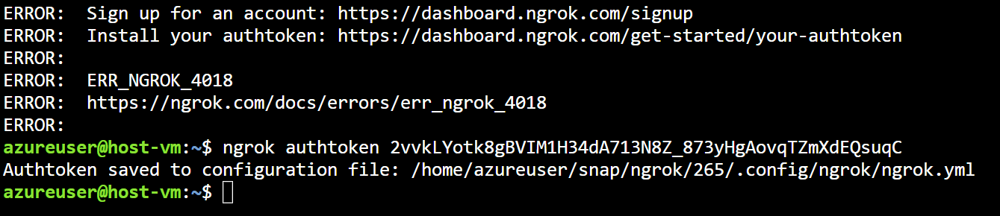 ERROR:  Sign up for an account: https://dashboard.ngrok.com/signup
ERROR:  Install your authtoken: https://dashboard.ngrok.com/get-started/your-authtoken
ERROR:
ERROR:  ERR_NGROK_4018
ERROR:  https://ngrok.com/docs/errors/err_ngrok_4018
ERROR:
azureuser@host-vm:~$ ngrok authtoken 2vvkLYotk8gBVIM1H34dA713N8Z_873yHgAovqTZmXdEQsuqC
Authtoken saved to configuration file: /home/azureuser/snap/ngrok/265/.config/ngrok/ngrok.yml
azureuser@host-vm:~$